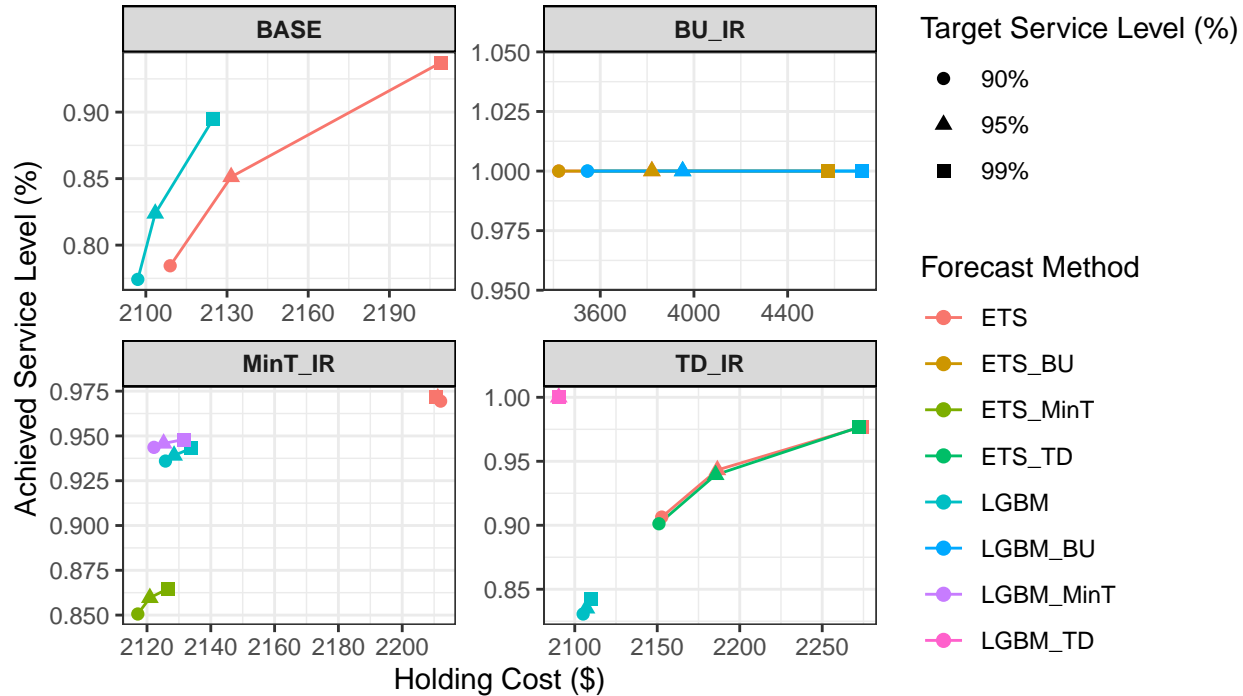 BASE
BU_IR
0.90
0.85
0.80
2100
2130
2160
2190
1.050
1.025
1.000
0.975
0.950
3600
4000
4400
MinT_IR
TD_IR
0.975
0.950
0.925
0.900
0.875
0.850
2120
2140
2160
2180
2200
1.00
0.95
0.90
0.85
2100
2150
2200
2250
Achieved Service Level (%)
Holding Cost ($)
Target Service Level (%)
90%
95%
99%
Forecast Method
ETS
ETS_BU
ETS_MinT
ETS_TD
LGBM
LGBM_BU
LGBM_MinT
LGBM_TD